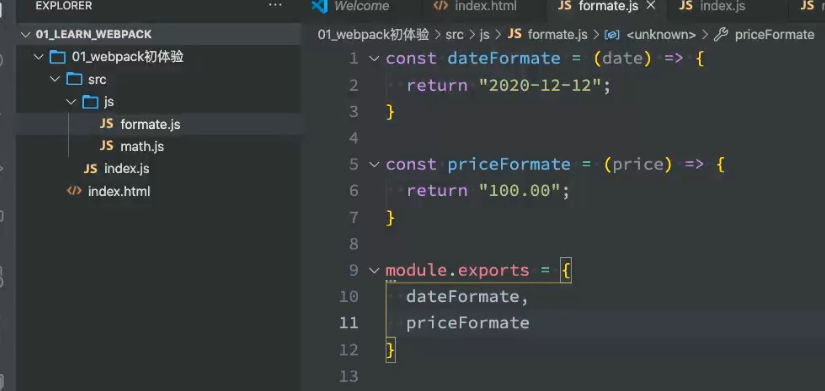 EXPLORER
···
Welcome
index.html
formate.js
index.js
01_LEARN_WEBPACK
01_webpack初体验
src
js
JS formate.js
JS math.js
JS index.js
<> index.html
01_webpack初体验 > src > js > JS formate.js > <unknown> > priceFormate
1 const dateFormate = (date) => {
2 return "2020-12-12";
3 }
4
5 const priceFormate = (price) => {
6 return "100.00";
7 }
8
9 module.exports = {
10 dateFormate,
11 priceFormate
12 }
13